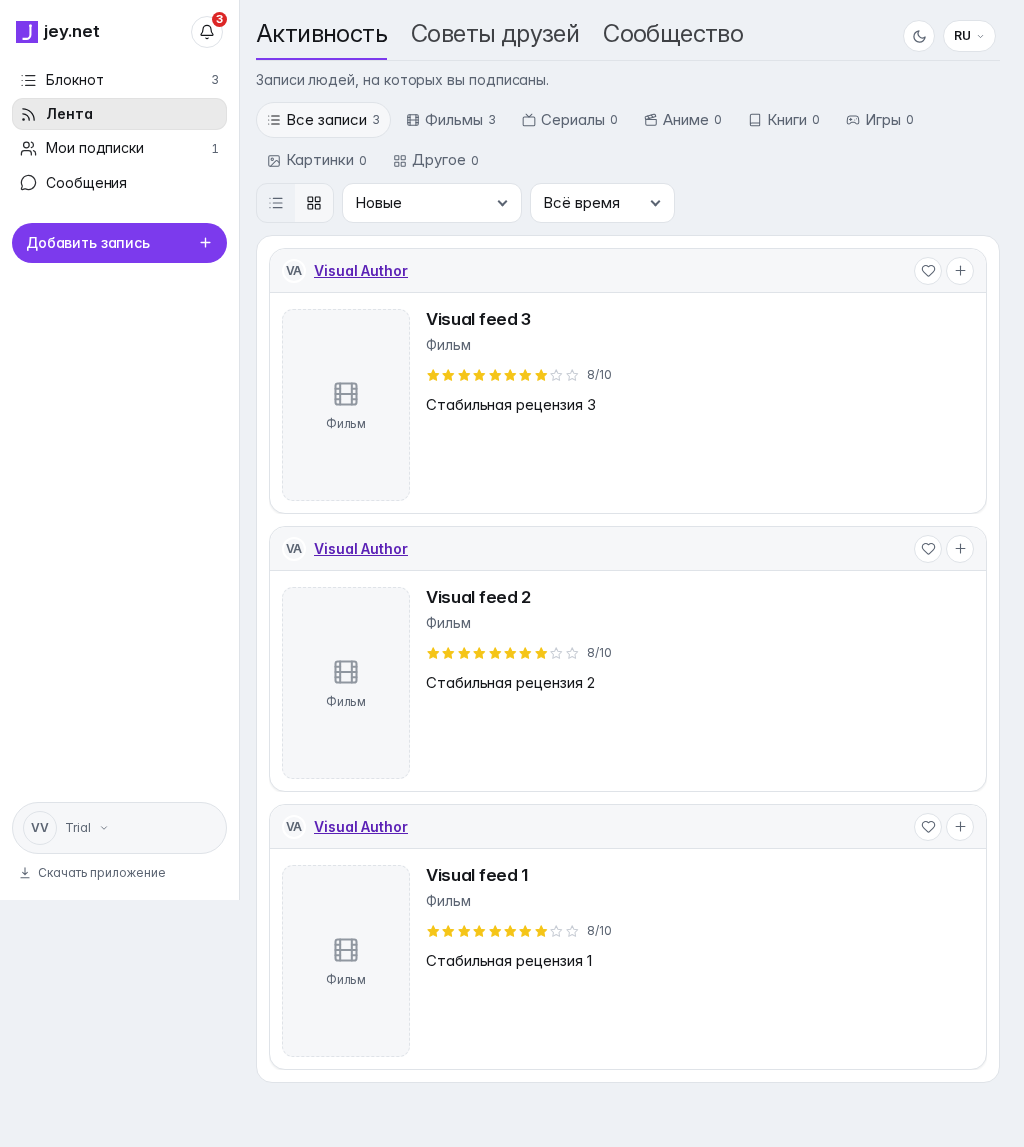 jey.net
3
Блокнот 3
Лента
Мои подписки 1
Сообщения
Добавить запись
VV Trial
Скачать приложение
Активность Советы друзей Сообщество
RU
Записи людей, на которых вы подписаны.
Все записи 3 Фильмы 3 Сериалы 0 Аниме 0 Книги 0 Игры 0
Картинки 0 Другое 0
Новые Всё время
VA Visual Author
Visual feed 3
Фильм
8/10
Стабильная рецензия 3
Фильм
VA Visual Author
Visual feed 2
Фильм
8/10
Стабильная рецензия 2
Фильм
VA Visual Author
Visual feed 1
Фильм
8/10
Стабильная рецензия 1
Фильм